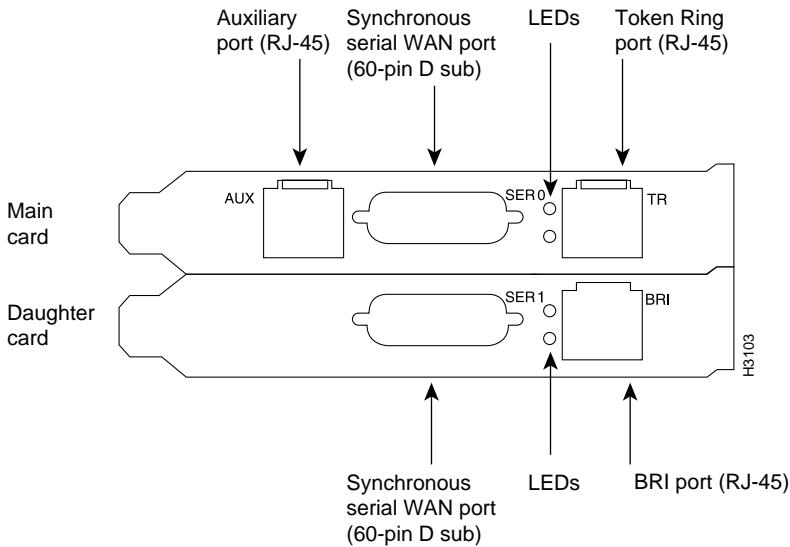 Auxiliary
port (RJ-45)
Synchronous
serial WAN port
(60-pin D sub)
LEDs
Token Ring
port (RJ-45)
Main
card
AUX
SER 0
TR
Daughter
card
SER 1
BRI
H3103
Synchronous
serial WAN port
(60-pin D sub)
LEDs
BRI port (RJ-45)